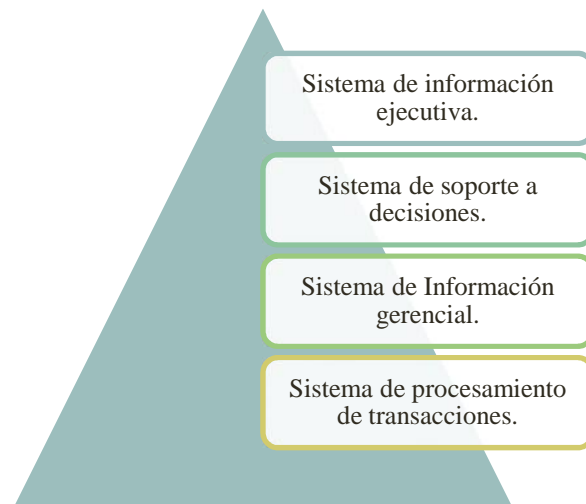 Sistema de información
ejecutiva.
Sistema de soporte a
decisiones.
Sistema de Información
gerencial.
Sistema de procesamiento
de transacciones.